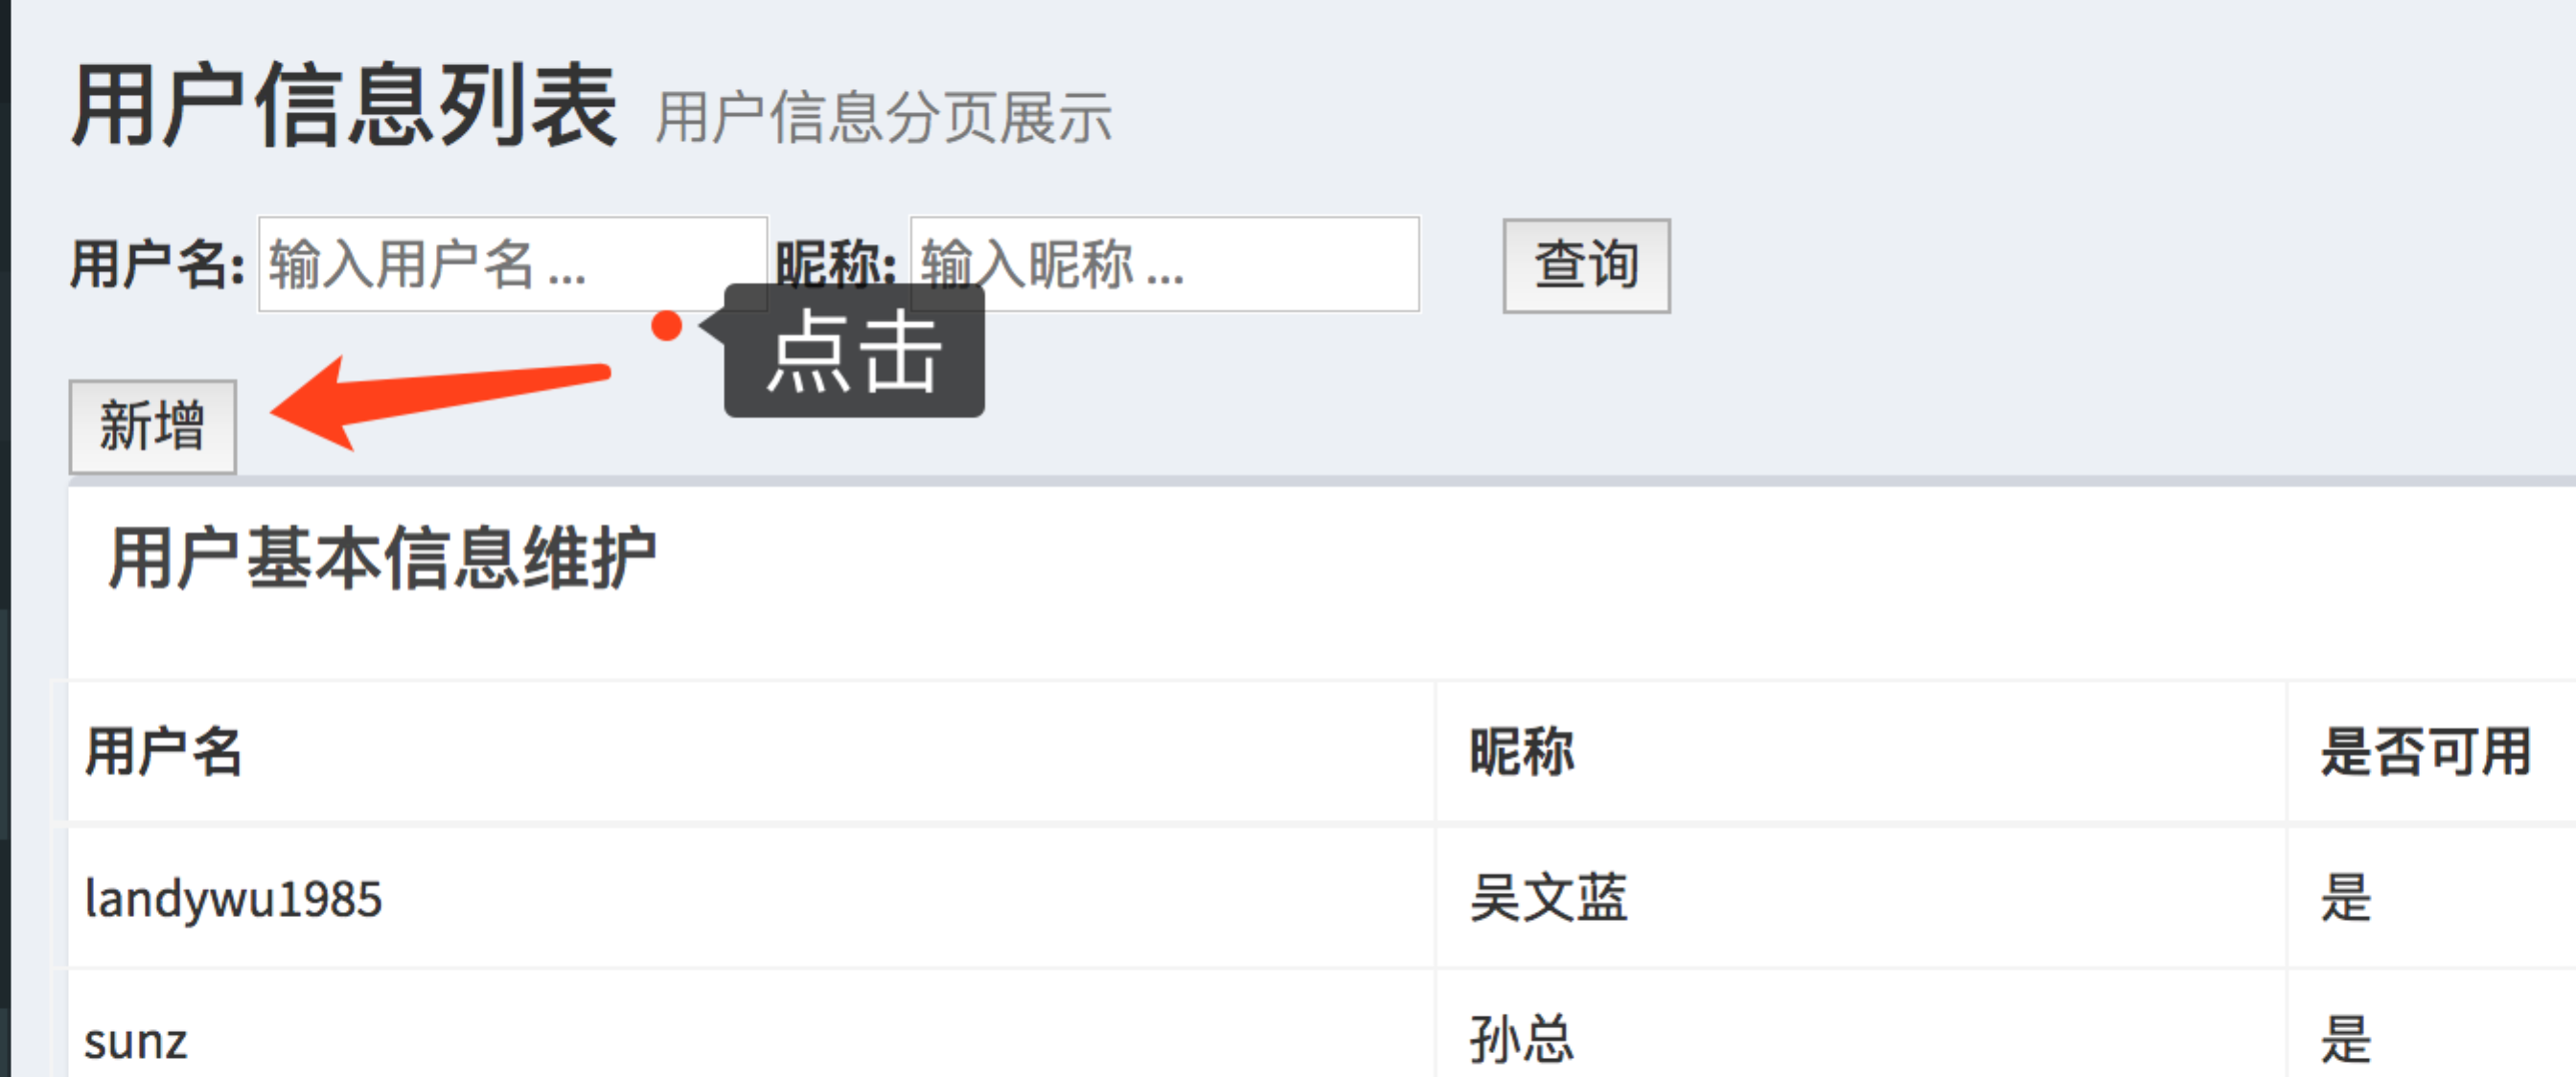 用户信息列表 用户信息分页展示
用户名: 输入用户名 ... 昵称: 输入昵称 ... 查询
点击
新增
用户基本信息维护
用户名 昵称 是否可用
landywu1985 吴文蓝 是
sunz 孙总 是